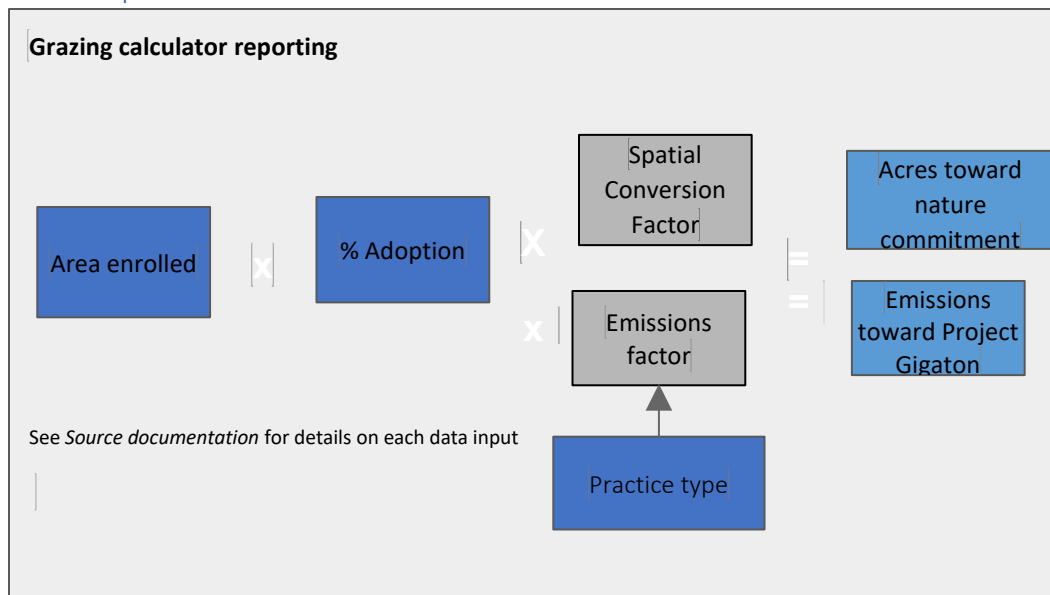 Grazing calculator reporting
Area enrolled
x
% Adoption
X
Spatial
Conversion
Factor
=
Acres toward
nature
commitment
x
Emissions
factor
=
Emissions
toward Project
Gigaton
See Source documentation for details on each data input
Practice type